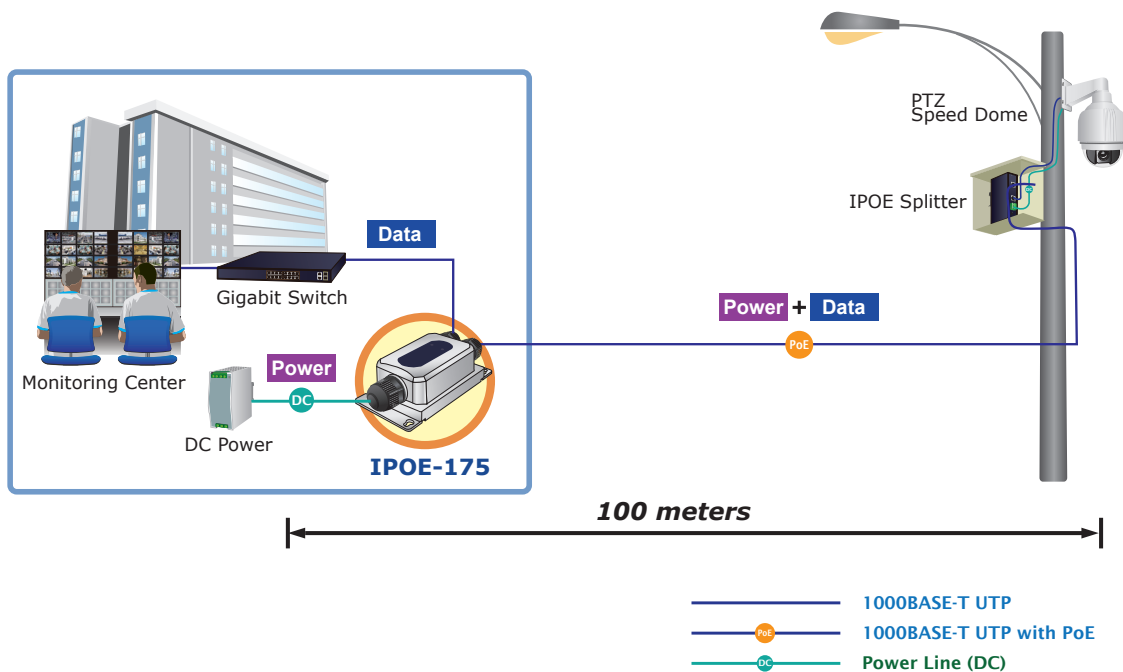 PTZ
Speed Dome
IPOE Splitter
Data
Gigabit Switch
Power + Data
PoE
Monitoring Center
Power
DC
DC Power
IPOE-175
100 meters
1000BASE-T UTP
PoE
1000BASE-T UTP with PoE
DC
Power Line (DC)